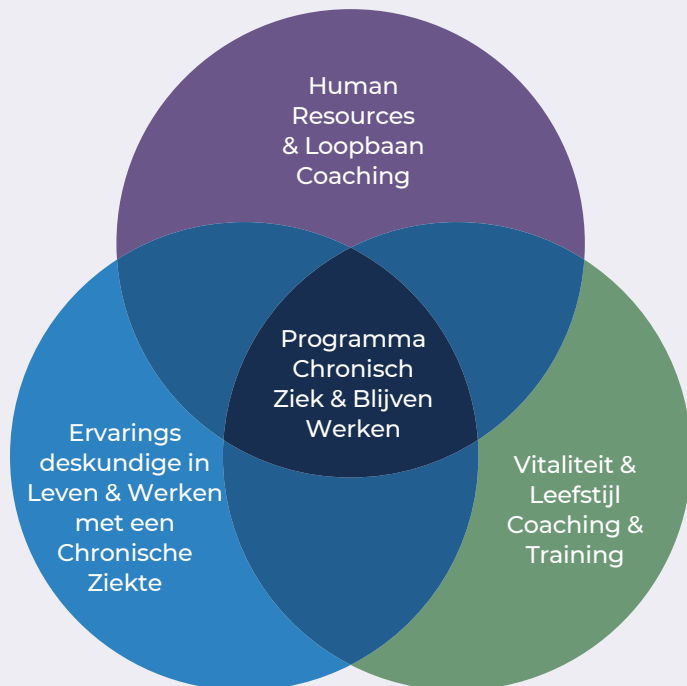 Human
Resources
& Loopbaan
Coaching
Programma
Chronisch
Ziek & Blijven
Werken
Ervarings
deskundige in
Leven & Werken
met een
Chronische
Ziekte
Vitaliteit &
Leefstijl
Coaching &
Training